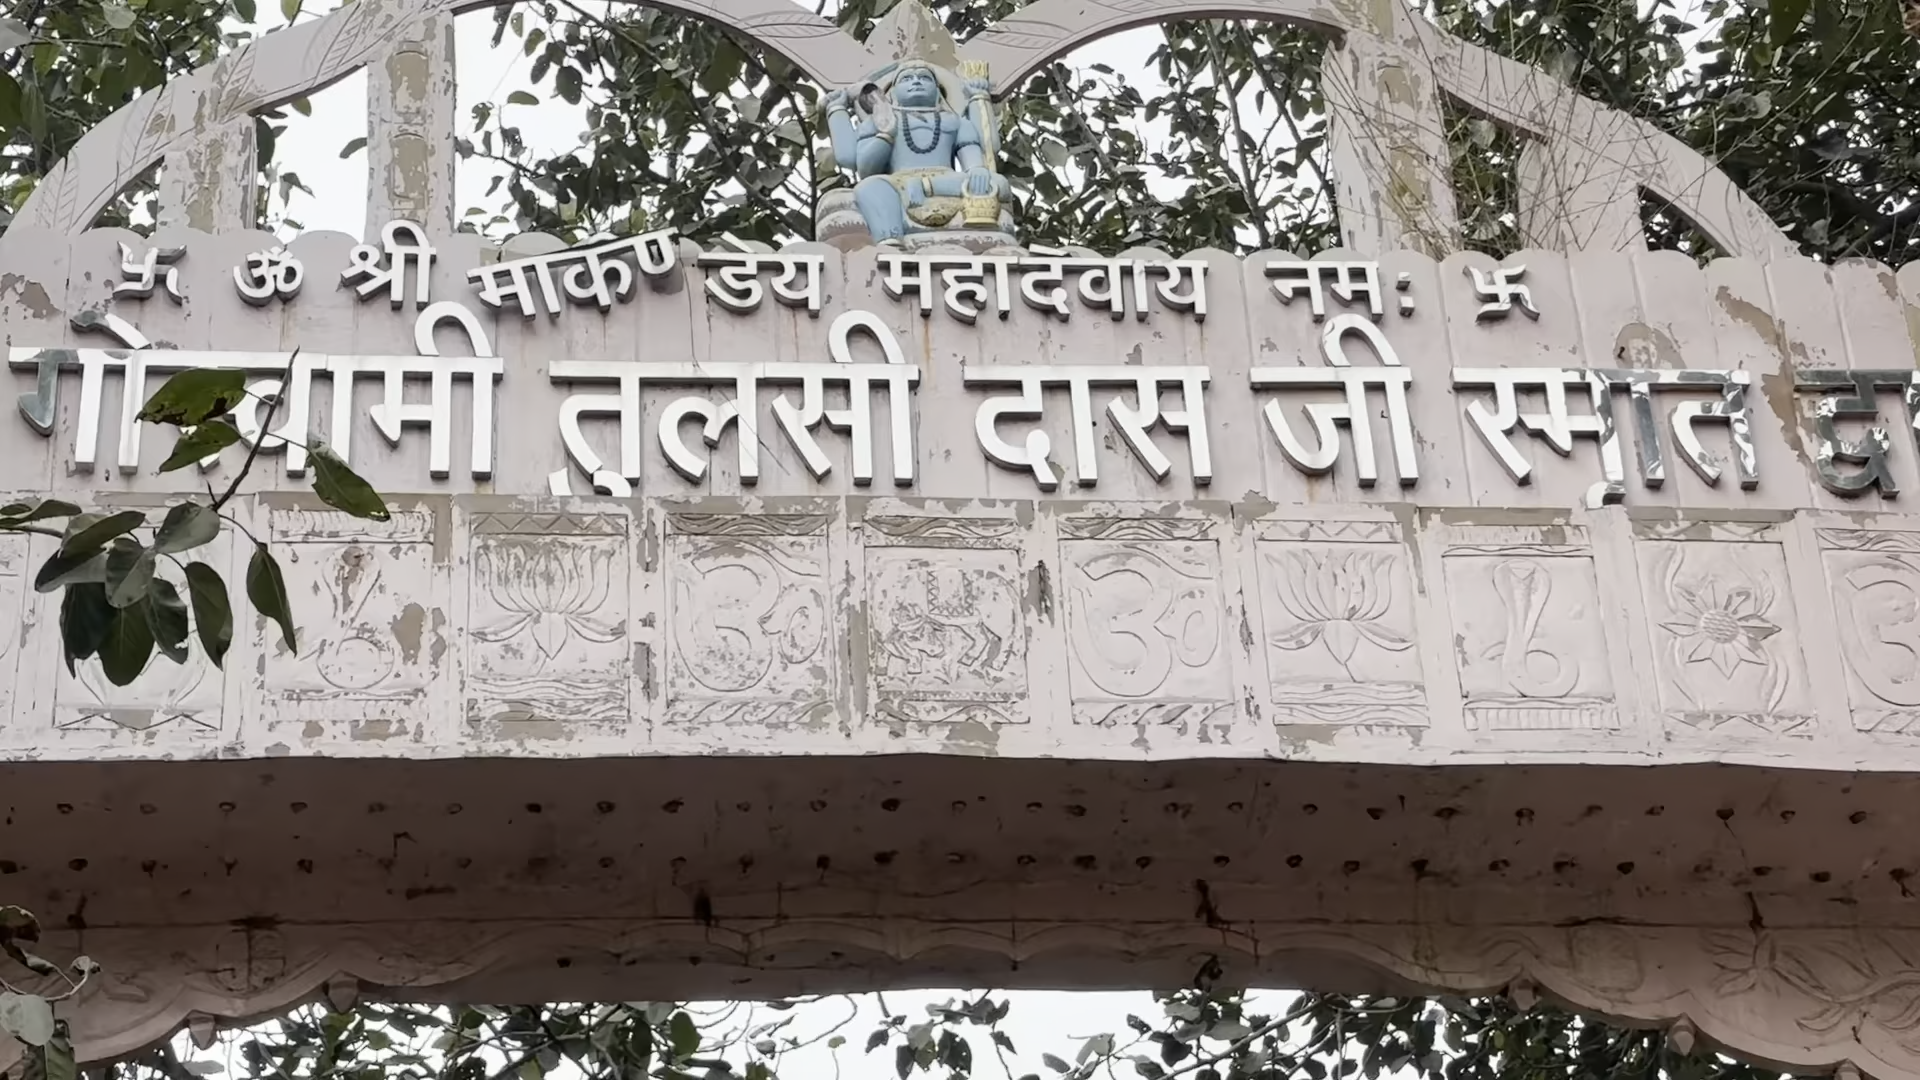 卐 ॐ श्री माकण्डेय महादेवाय नमः 卐
गोस्वामी तुलसी दास जी स्मृति